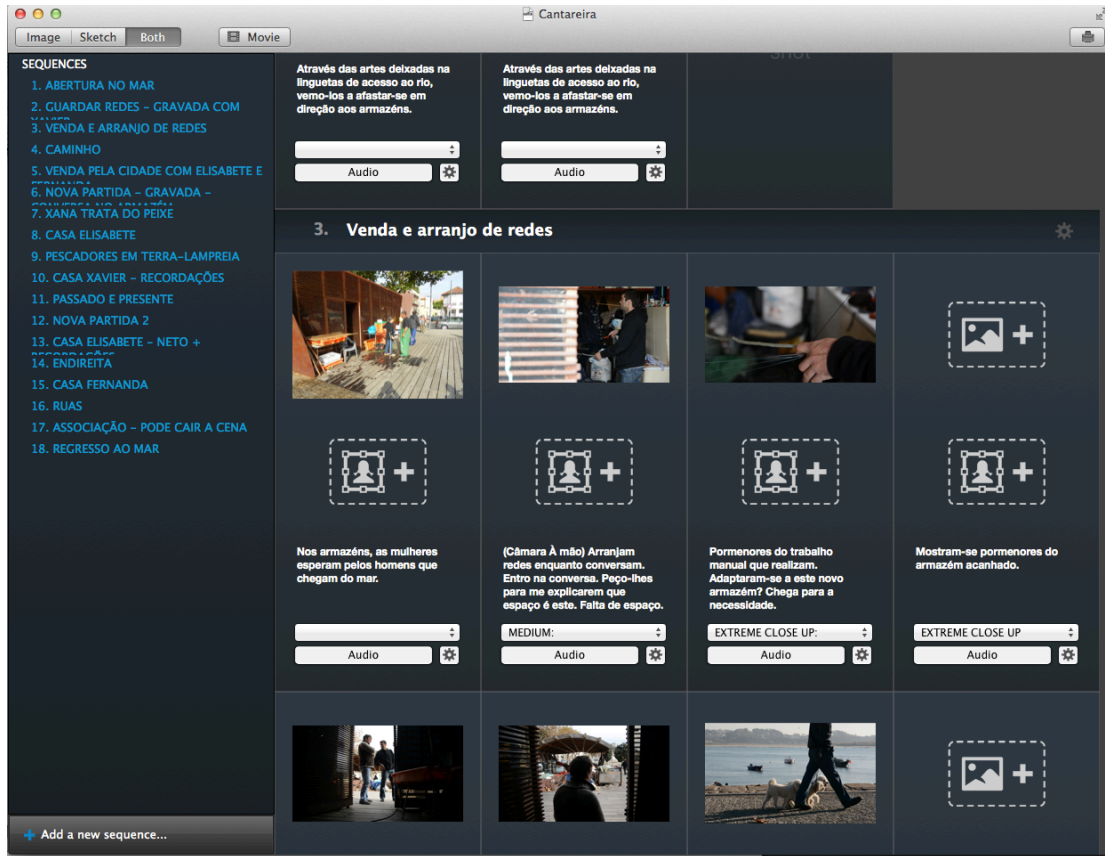 Cantareira
Image Sketch Both Movie
SEQUENCES
1. ABERTURA NO MAR
2. GUARDAR REDES – GRAVADA COM
XAVIER
3. VENDA E ARRANJO DE REDES
4. CAMINHO
5. VENDA PELA CIDADE COM ELISABETE E
FERNANDA
6. NOVA PARTIDA – GRAVADA –
CONVERSA NO ARMAZÉM
7. XANA TRATA DO PEIXE
8. CASA ELISABETE
9. PESCADORES EM TERRA–LAMPREIA
10. CASA XAVIER – RECORDAÇÕES
11. PASSADO E PRESENTE
12. NOVA PARTIDA 2
13. CASA ELISABETE – NETO +
RECORDAÇÕES
14. ENDIREITA
15. CASA FERNANDA
16. RUAS
17. ASSOCIAÇÃO – PODE CAIR A CENA
18. REGRESSO AO MAR
+ Add a new sequence...
Através das artes deixadas na
linguetas de acesso ao rio,
vemo-los a afastar-se em
direção aos armazéns.
Audio
Através das artes deixadas na
linguetas de acesso ao rio,
vemo-los a afastar-se em
direção aos armazéns.
Audio
shot
3. Venda e arranjo de redes
Nos armazéns, as mulheres
esperam pelos homens que
chegam do mar.
Audio
(Câmara À mão) Arranjam
redes enquanto conversam.
Entro na conversa. Peço-lhes
para me explicarem que
espaço é este. Falta de espaço.
MEDIUM:
Audio
Pormenores do trabalho
manual que realizam.
Adaptaram-se a este novo
armazém? Chega para a
necessidade.
EXTREME CLOSE UP:
Audio
Mostram-se pormenores do
armazém acanhado.
EXTREME CLOSE UP
Audio